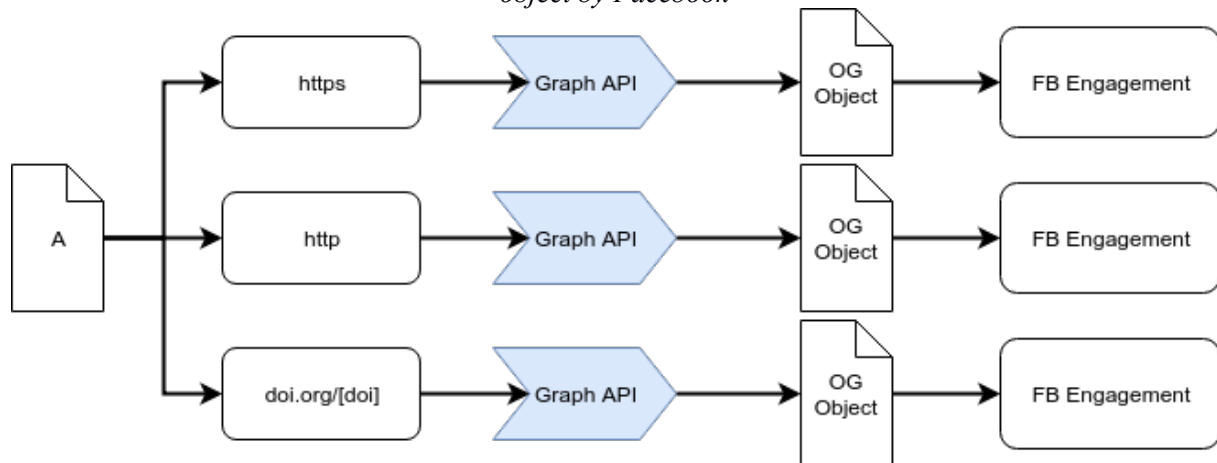 object by Facebook
https
Graph API
OG
Object
FB Engagement
A
http
Graph API
OG
Object
FB Engagement
doi.org/[doi]
Graph API
OG
Object
FB Engagement